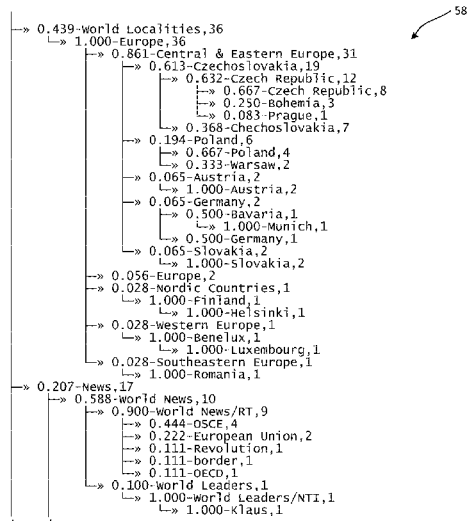 58
0.439-World Localities,36
1.000-Europe,36
0.861-Central & Eastern Europe,31
0.613-Czechoslovakia,19
0.632-Czech Republic,12
0.667-Czech Republic,8
0.250-Bohemia,3
0.083-Prague,1
0.368-Chechoslovakia,7
0.194-Poland,6
0.667-Poland,4
0.333-Warsaw,2
0.065-Austria,2
1.000-Austria,2
0.065-Germany,2
0.500-Bavaria,1
1.000-Munich,1
0.500-Germany,1
0.065-Slovakia,2
1.000-Slovakia,2
0.056-Europe,2
0.028-Nordic Countries,1
1.000-Finland,1
1.000-Helsinki,1
0.028-Western Europe,1
1.000-Benelux,1
1.000-Luxembourg,1
0.028-Southeastern Europe,1
1.000-Romania,1
0.207-News,17
0.588-World News,10
0.900-World News/RT,9
0.444-OSCE,4
0.222-European Union,2
0.111-Revolution,1
0.111-border,1
0.111-OECD,1
0.100-World Leaders,1
1.000-World Leaders/NTI,1
1.000-Klaus,1